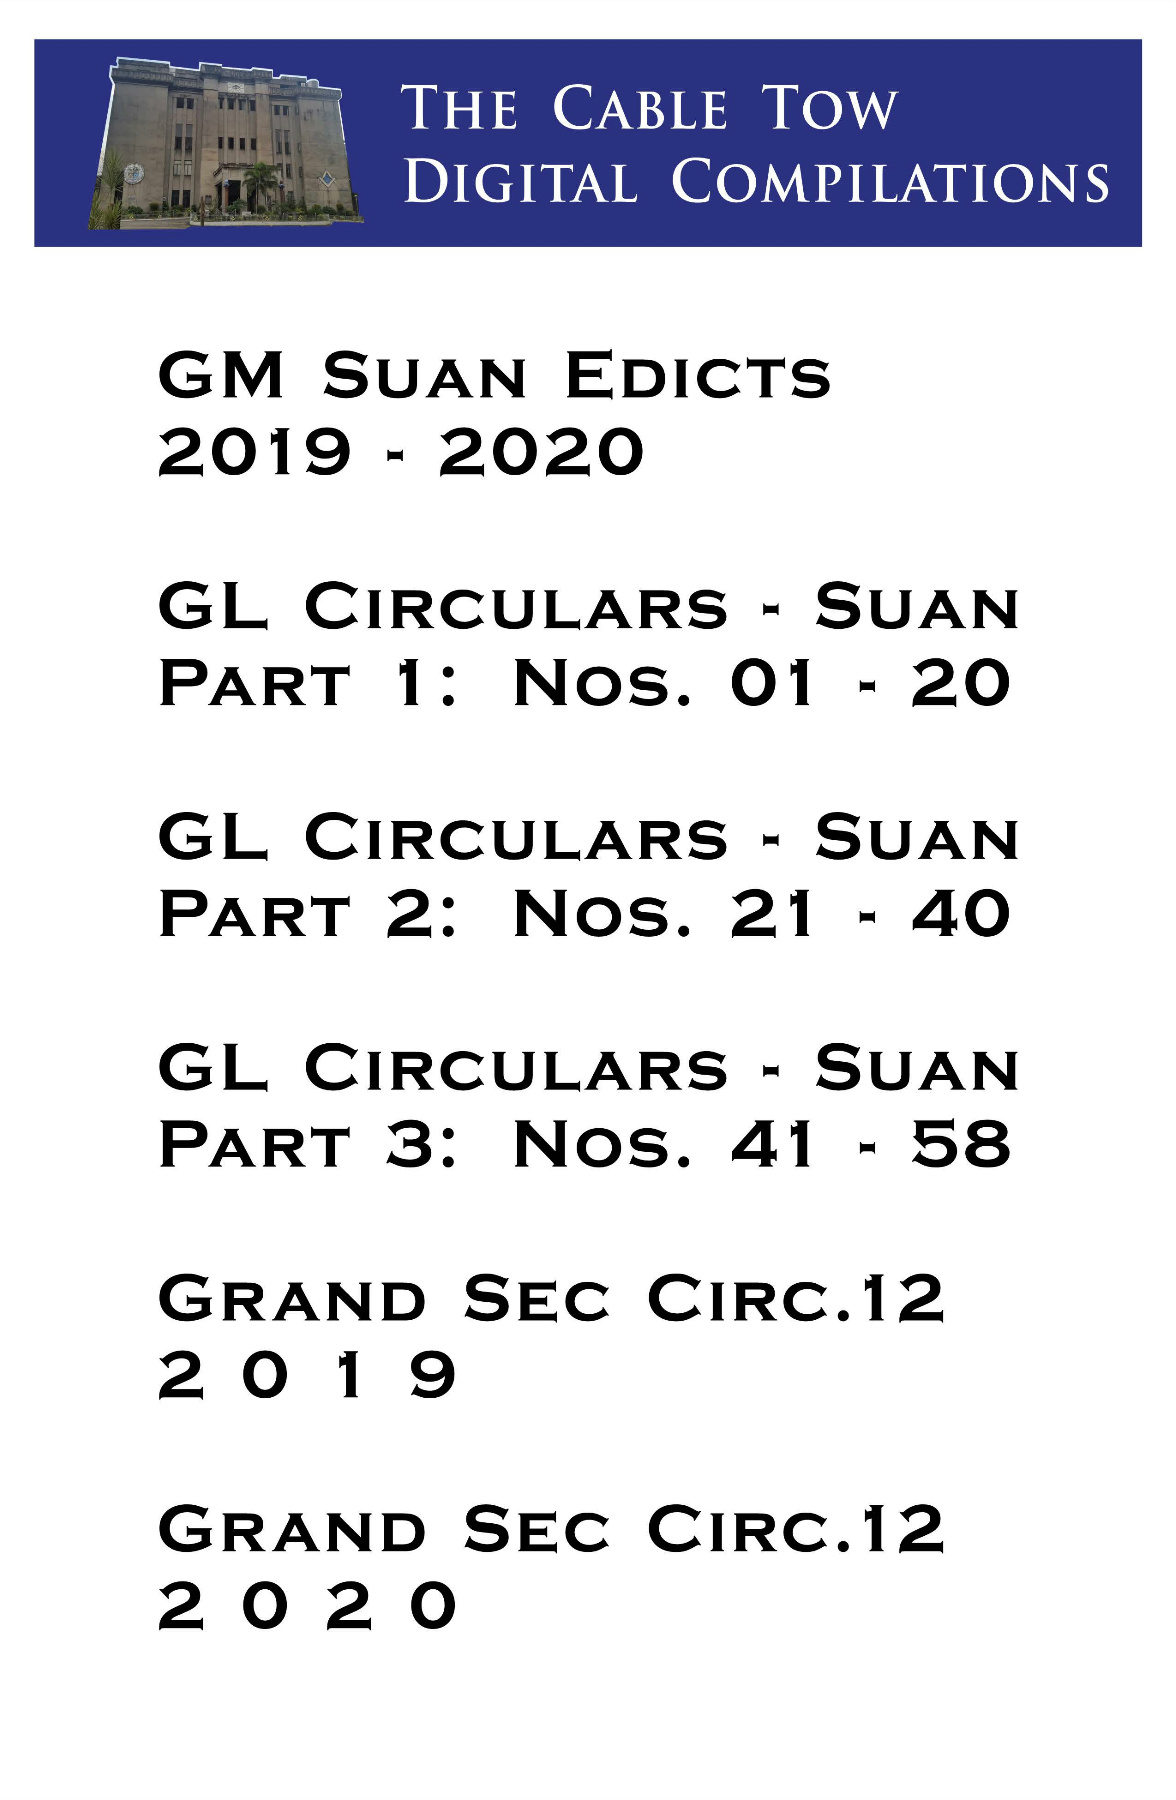 The Cable Tow
Digital Compilations
GM Suan Edicts
2019 - 2020
GL Circulars - Suan
Part 1: Nos. 01 - 20
GL Circulars - Suan
Part 2: Nos. 21 - 40
GL Circulars - Suan
Part 3: Nos. 41 - 58
Grand Sec Circ.12
2 0 1 9
Grand Sec Circ.12
2 0 2 0